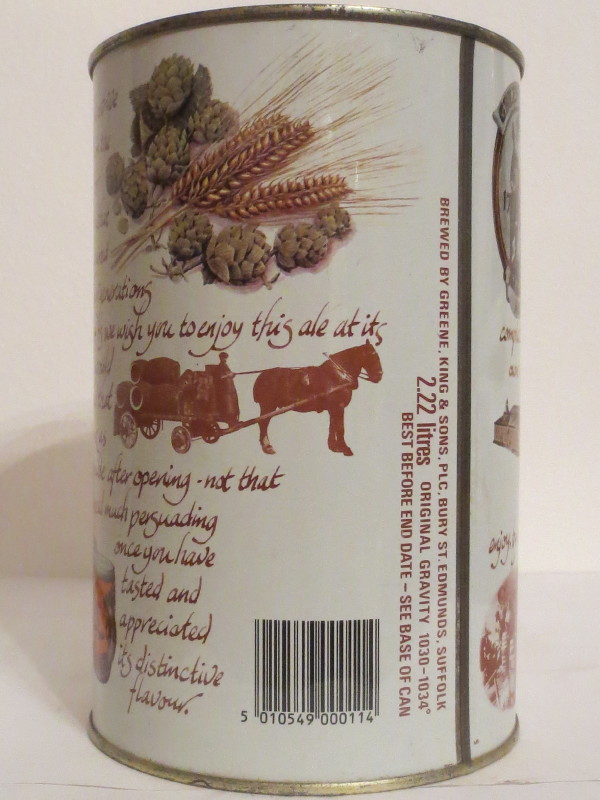 we wish you to enjoy this ale at its
after opening - not that
much persuading
once you have
tasted and
appreciated
its distinctive
flavour.
BREWED BY GREENE, KING & SONS, PLC, BURY ST. EDMUNDS, SUFFOLK
2.22 litres ORIGINAL GRAVITY 1030-1034°
BEST BEFORE END DATE – SEE BASE OF CAN
5 010549 000114
enjoy